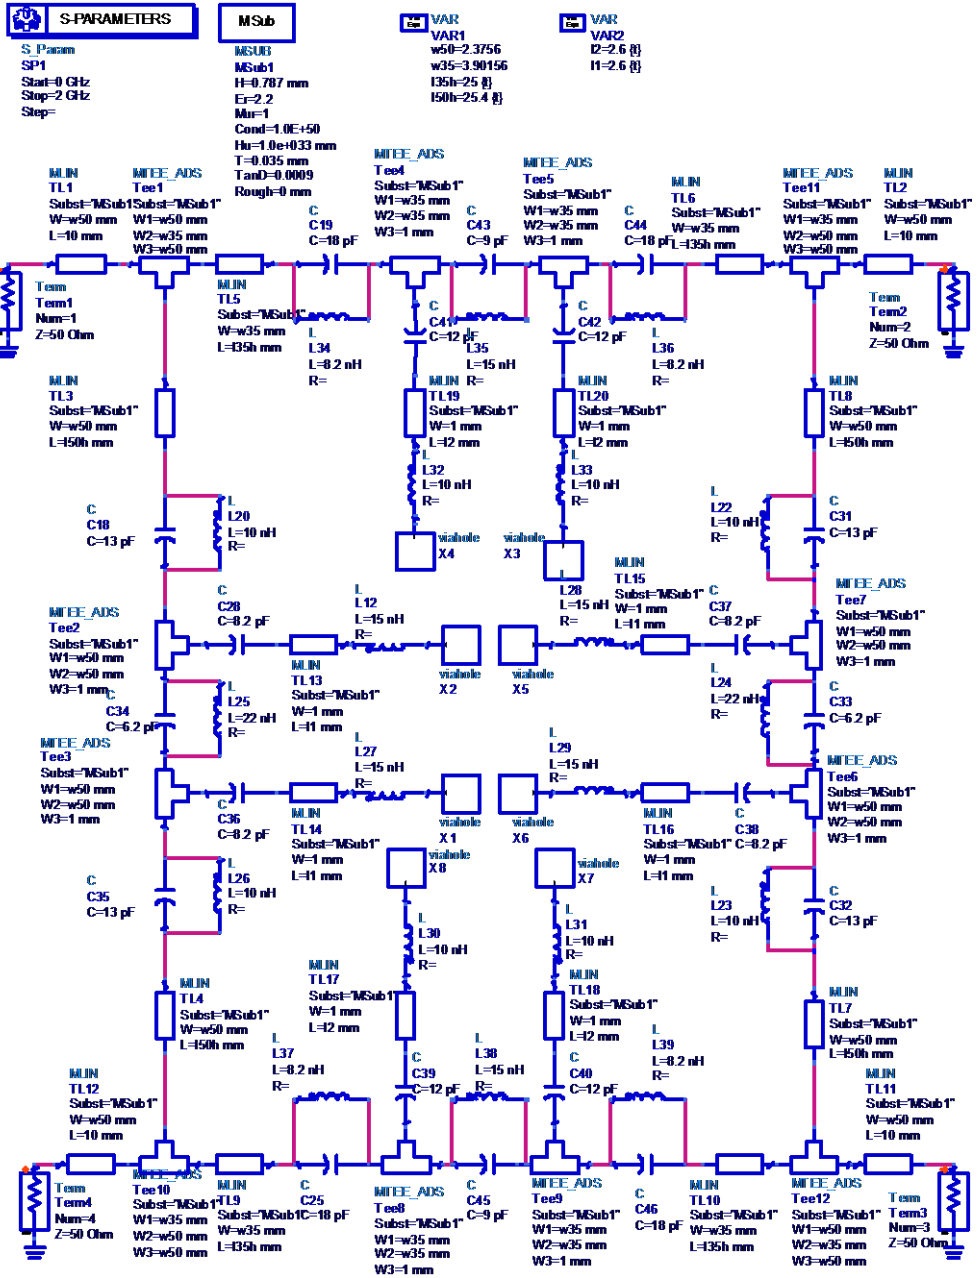 S-PARAMETERS
S_Param
SP1
Start=0 GHz
Stop=2 GHz
Step=
MSub
MSUB
MSub1
H=0.787 mm
Er=2.2
Mur=1
Cond=1.0E+50
Hu=1.0e+033 mm
T=0.035 mm
TanD=0.0009
Rough=0 mm
Var
Eqn
VAR
VAR1
w50=2.3756
w35=3.90156
l35h=25 {t}
l50h=25.4 {t}
Var
Eqn
VAR
VAR2
l2=2.6 {t}
l1=2.6 {t}
MLIN
TL1
Subst="MSub1"
W=w50 mm
L=10 mm
MTEE_ADS
Tee1
Subst="MSub1"
W1=w50 mm
W2=w35 mm
W3=w50 mm
C
C19
C=18 pF
MTEE_ADS
Tee4
Subst="MSub1"
W1=w35 mm
W2=w35 mm
W3=1 mm
C
C43
C=9 pF
MTEE_ADS
Tee5
Subst="MSub1"
W1=w35 mm
W2=w35 mm
W3=1 mm
C
C44
C=18 pF
MLIN
TL6
Subst="MSub1"
W=w35 mm
L=l35h mm
MTEE_ADS
Tee11
Subst="MSub1"
W1=w35 mm
W2=w50 mm
W3=w50 mm
MLIN
TL2
Subst="MSub1"
W=w50 mm
L=10 mm
Term
Term1
Num=1
Z=50 Ohm
MLIN
TL5
Subst="MSub1"
W=w35 mm
L=l35h mm
L
L34
L=8.2 nH
R=
C
C41
C=12 pF
L
L35
L=15 nH
R=
C
C42
C=12 pF
L
L36
L=8.2 nH
R=
Term
Term2
Num=2
Z=50 Ohm
MLIN
TL3
Subst="MSub1"
W=w50 mm
L=l50h mm
MLIN
TL19
Subst="MSub1"
W=1 mm
L=l2 mm
MLIN
TL20
Subst="MSub1"
W=1 mm
L=l2 mm
MLIN
TL8
Subst="MSub1"
W=w50 mm
L=l50h mm
L
L32
L=10 nH
R=
L
L33
L=10 nH
R=
C
C18
C=13 pF
L
L20
L=10 nH
R=
viahole
X4
viahole
X3
L
L22
L=10 nH
R=
C
C31
C=13 pF
MTEE_ADS
Tee2
Subst="MSub1"
W1=w50 mm
W2=w50 mm
W3=1 mm
C
C28
C=8.2 pF
L
L12
L=15 nH
R=
L
L28
L=15 nH
R=
MLIN
TL15
Subst="MSub1"
W=1 mm
L=l1 mm
C
C37
C=8.2 pF
MTEE_ADS
Tee7
Subst="MSub1"
W1=w50 mm
W2=w50 mm
W3=1 mm
MLIN
TL13
Subst="MSub1"
W=1 mm
L=l1 mm
viahole
X2
viahole
X5
C
C34
C=6.2 pF
L
L25
L=22 nH
R=
L
L24
L=22 nH
R=
C
C33
C=6.2 pF
MTEE_ADS
Tee3
Subst="MSub1"
W1=w50 mm
W2=w50 mm
W3=1 mm
L
L27
L=15 nH
R=
L
L29
L=15 nH
R=
MTEE_ADS
Tee6
Subst="MSub1"
W1=w50 mm
W2=w50 mm
W3=1 mm
C
C36
C=8.2 pF
MLIN
TL14
Subst="MSub1"
W=1 mm
L=l1 mm
viahole
X1
viahole
X6
MLIN
TL16
Subst="MSub1"
W=1 mm
L=l1 mm
C
C38
C=8.2 pF
viahole
X8
viahole
X7
C
C35
C=13 pF
L
L26
L=10 nH
R=
L
L30
L=10 nH
R=
L
L31
L=10 nH
R=
L
L23
L=10 nH
R=
C
C32
C=13 pF
MLIN
TL4
Subst="MSub1"
W=w50 mm
L=l50h mm
MLIN
TL17
Subst="MSub1"
W=1 mm
L=l2 mm
MLIN
TL18
Subst="MSub1"
W=1 mm
L=l2 mm
MLIN
TL7
Subst="MSub1"
W=w50 mm
L=l50h mm
L
L37
L=8.2 nH
R=
C
C39
C=12 pF
L
L38
L=15 nH
R=
C
C40
C=12 pF
L
L39
L=8.2 nH
R=
MLIN
TL12
Subst="MSub1"
W=w50 mm
L=10 mm
MLIN
TL11
Subst="MSub1"
W=w50 mm
L=10 mm
Term
Term4
Num=4
Z=50 Ohm
MTEE_ADS
Tee10
Subst="MSub1"
W1=w35 mm
W2=w50 mm
W3=w50 mm
MLIN
TL9
Subst="MSub1"
W=w35 mm
L=l35h mm
C
C25
C=18 pF
MTEE_ADS
Tee8
Subst="MSub1"
W1=w35 mm
W2=w35 mm
W3=1 mm
C
C45
C=9 pF
MTEE_ADS
Tee9
Subst="MSub1"
W1=w35 mm
W2=w35 mm
W3=1 mm
C
C46
C=18 pF
MLIN
TL10
Subst="MSub1"
W=w35 mm
L=l35h mm
MTEE_ADS
Tee12
Subst="MSub1"
W1=w50 mm
W2=w35 mm
W3=w50 mm
Term
Term3
Num=3
Z=50 Ohm